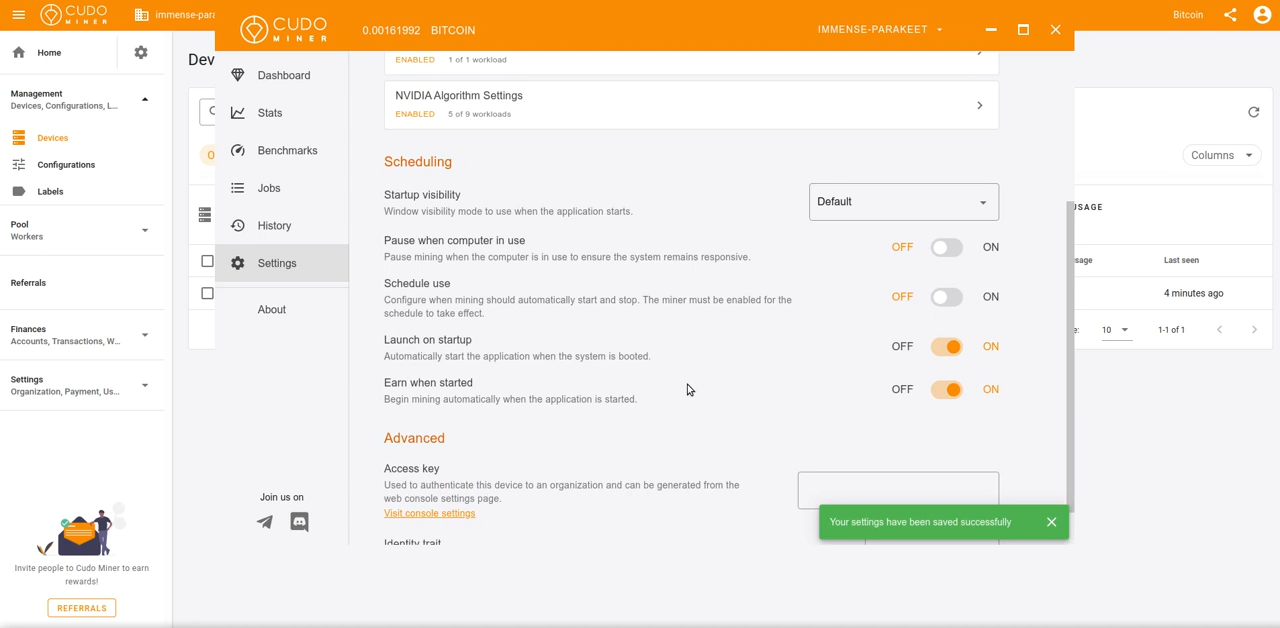 CUDO
MINER
immense-para
Bitcoin
CUDO
MINER
0.00161992 BITCOIN
IMMENSE-PARAKEET
Home
Management
Devices, Configurations, L...
Devices
Configurations
Labels
Pool
Workers
Referrals
Finances
Accounts, Transactions, W...
Settings
Organization, Payment, Us...
Invite people to Cudo Miner to earn
rewards!
REFERRALS
Dev
Dashboard
Stats
Benchmarks
Jobs
History
Settings
About
Join us on
ENABLED 1 of 1 workload
NVIDIA Algorithm Settings
ENABLED 5 of 9 workloads
Scheduling
Startup visibility
Window visibility mode to use when the application starts.
Default
Pause when computer in use
Pause mining when the computer is in use to ensure the system remains responsive.
OFF ON
Schedule use
Configure when mining should automatically start and stop. The miner must be enabled for the
schedule to take effect.
OFF ON
Launch on startup
Automatically start the application when the system is booted.
OFF ON
Earn when started
Begin mining automatically when the application is started.
OFF ON
Advanced
Access key
Used to authenticate this device to an organization and can be generated from the
web console settings page.
Visit console settings
Identity trait
Your settings have been saved successfully
Columns
USAGE
sage Last seen
4 minutes ago
e: 10 1-1 of 1